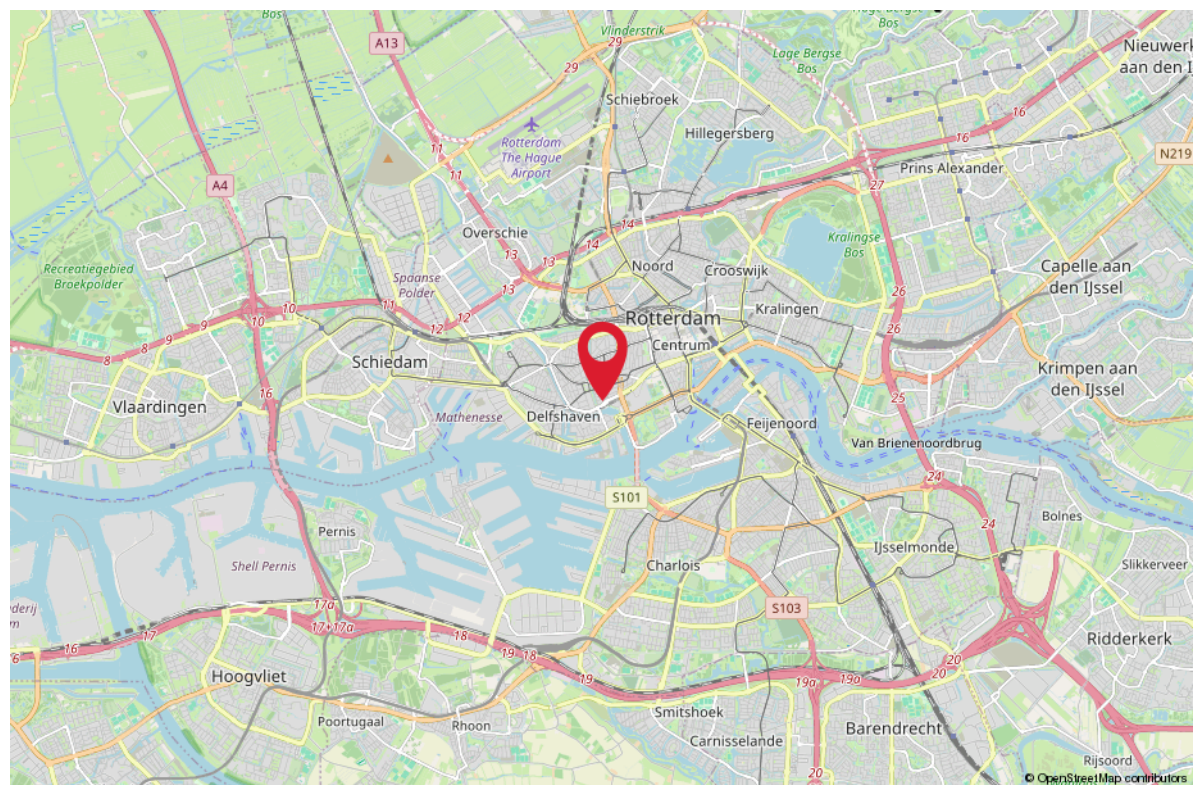 Bos
A13
Vlinderstrik
29
29
Lage Bergse
Bos
Bos
Nieuwerk
aan den I
Schiebroek
16
Hillegersberg
16
11
11
Rotterdam
The Hague
Airport
N219
Prins Alexander
27
A4
Overschie
14
14
13
13
13
Kralingse
Bos
Recreatiegebied
Broekpolder
Spaanse
Polder
Noord
Crooswijk
Capelle aan
den IJssel
26
26
10
10
11
12
12
9
9
8
8
Kralingen
Rotterdam
Centrum
Schiedam
16
Krimpen aan
den IJssel
25
Vlaardingen
Mathenesse
Delfshaven
Feijenoord
Van Brienenoordbrug
24
24
S101
Pernis
Bolnes
IJsselmonde
Shell Pernis
Charlois
Slikkerveer
17a
17+17a
S103
17
16
6
18
19
18
19
Ridderkerk
20
20
19a
19a
Hoogvliet
Poortugaal
Rhoon
Smitshoek
Carnisselande
Barendrecht
Rijsoord
20
© OpenStreetMap contributors